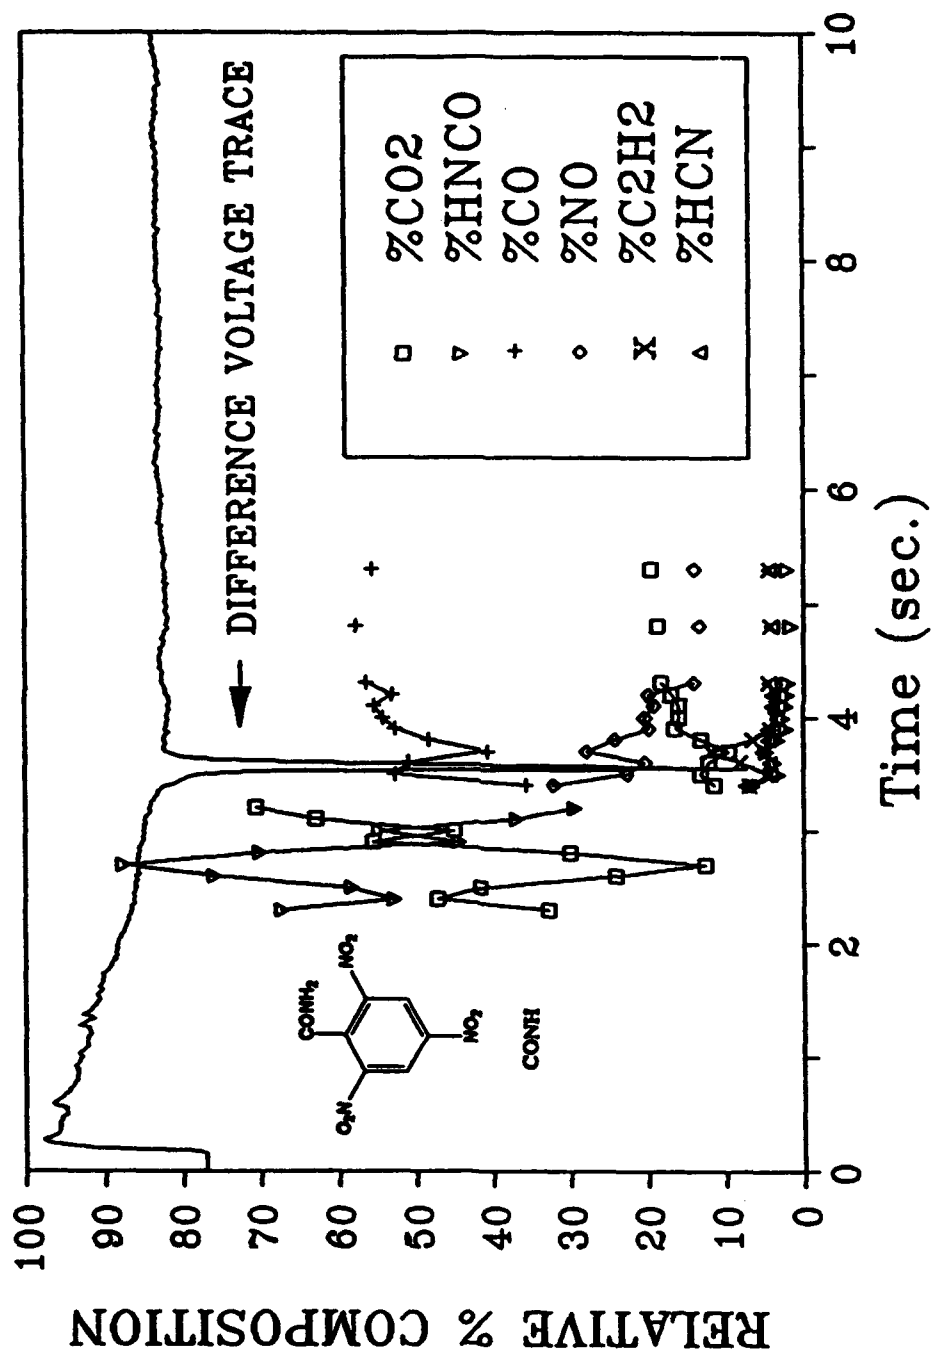 RELATIVE % COMPOSITION
100
90
80
70
60
50
40
30
20
10
0
0
2
4
6
8
10
Time (sec.)
DIFFERENCE VOLTAGE TRACE
%CO2
%HNCO
%CO
%NO
%C2H2
%HCN
CONH₂
O₂N
NO₂
NO₂
CONH